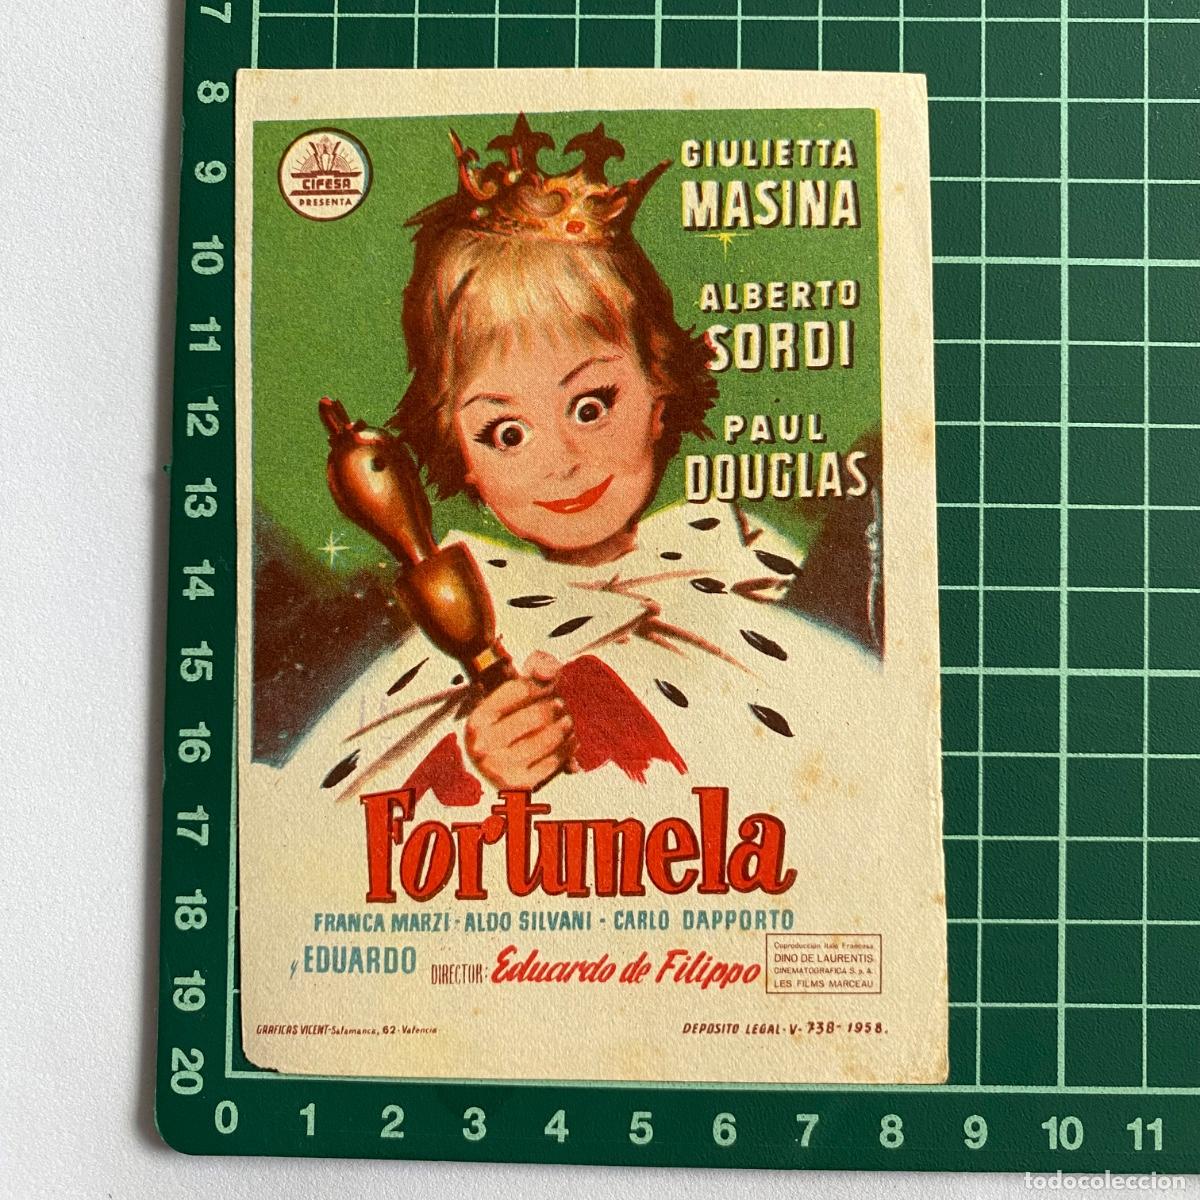 CIFESA
PRESENTA
GIULIETTA
MASINA
ALBERTO
SORDI
PAUL
DOUGLAS
Fortunela
FRANCA MARZI - ALDO SILVANI - CARLO DAPPORTO
y EDUARDO
DIRECTOR: Eduardo de Filippo
Coproducción Italo Francesa
DINO DE LAURENTIS
CINEMATOGRAFICA S. p. A.
LES FILMS MARCEAU
GRAFICAS VICENT-Salamanca, 62-Valencia
DEPOSITO LEGAL - V- 738 - 1958.
7
8
9
10
11
12
13
14
15
16
17
18
19
20
0 1 2 3 4 5 6 7 8 9 10 11
todocoleccion